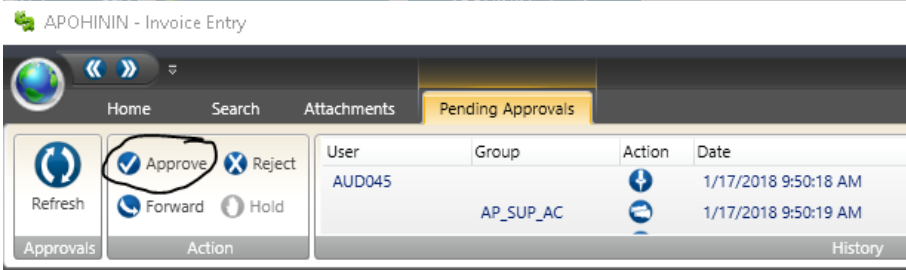 APOHININ - Invoice Entry
Home Search Attachments Pending Approvals
User Group Action Date
Approve Reject
AUD045 1/17/2018 9:50:18 AM
Refresh Forward Hold AP_SUP_AC 1/17/2018 9:50:19 AM
Approvals Action History